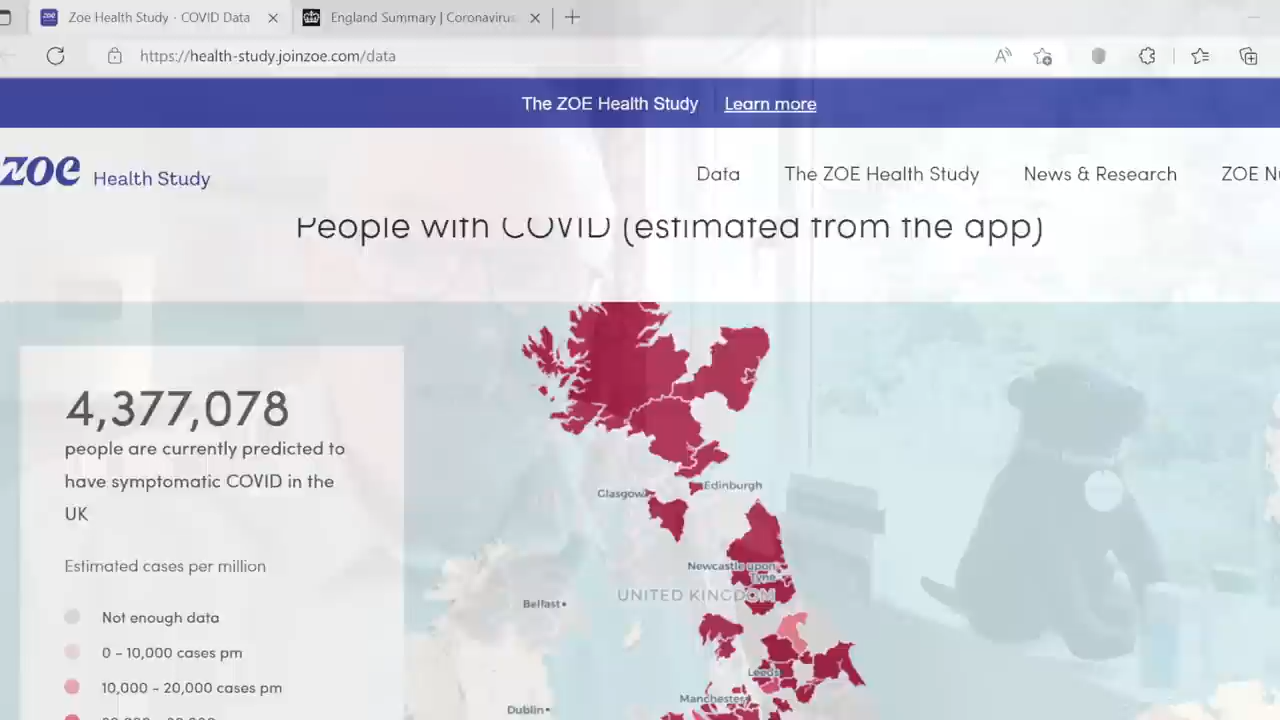 Zoe Health Study - COVID Data
England Summary | Coronavirus
https://health-study.joinzoe.com/data
The ZOE Health Study Learn more
zoe Health Study
Data The ZOE Health Study News & Research ZOE
People with COVID (estimated from the app)
4,377,078
people are currently predicted to
have symptomatic COVID in the
UK
Estimated cases per million
Not enough data
0 - 10,000 cases pm
10,000 - 20,000 cases pm
Glasgow
Edinburgh
Newcastle upon
Tyne
UNITED KINGDOM
Belfast
Leeds
Manchester
Dublin